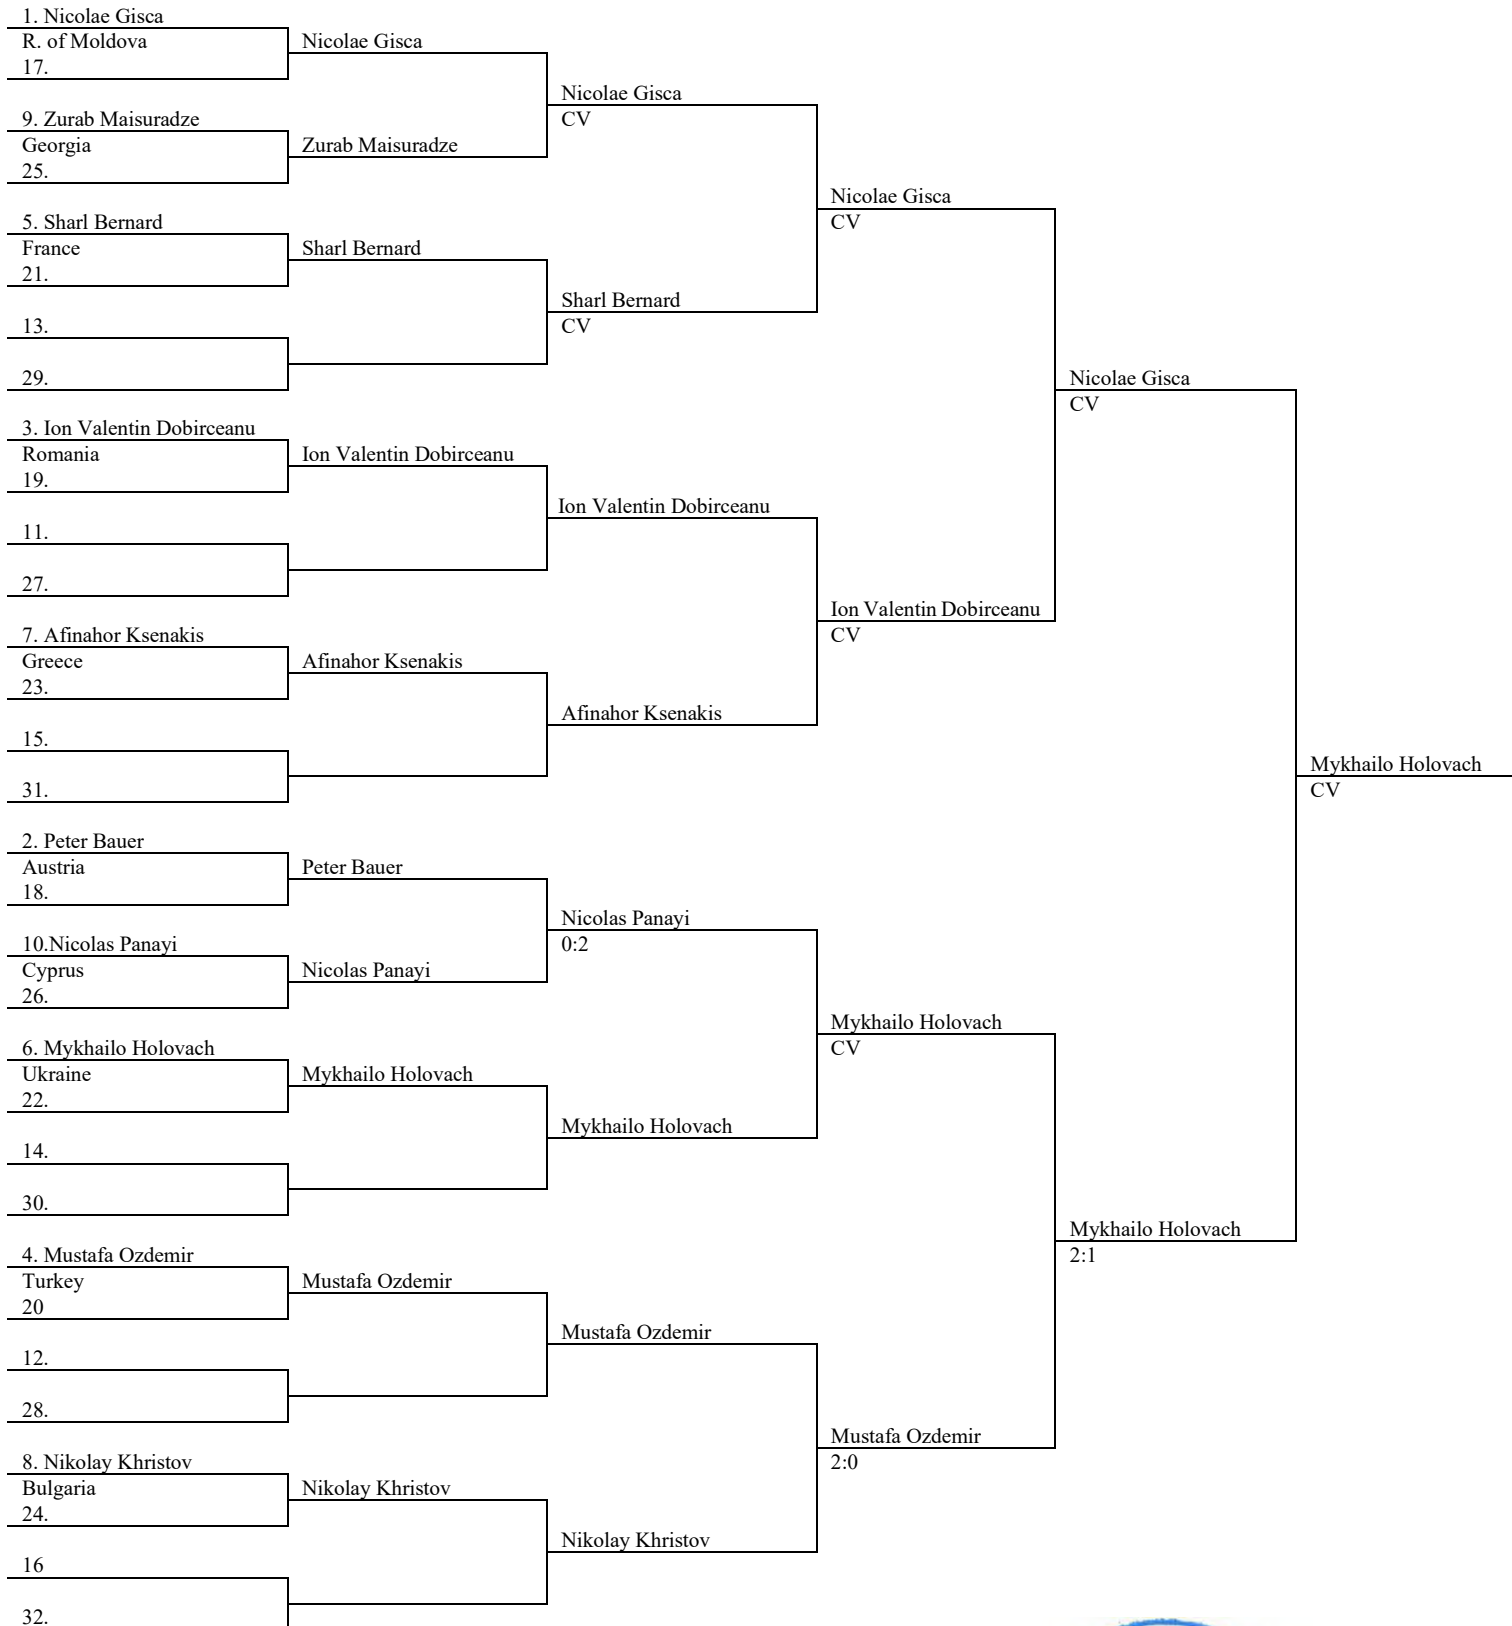 1. Nicolae Gisca
R. of Moldova
17.
9. Zurab Maisuradze
Georgia
25.
5. Sharl Bernard
France
21.
13.
29.
3. Ion Valentin Dobirceanu
Romania
19.
11.
27.
7. Afinahor Ksenakis
Greece
23.
15.
31.
2. Peter Bauer
Austria
18.
10.Nicolas Panayi
Cyprus
26.
6. Mykhailo Holovach
Ukraine
22.
14.
30.
4. Mustafa Ozdemir
Turkey
20
12.
28.
8. Nikolay Khristov
Bulgaria
24.
16
32.
Nicolae Gisca
Zurab Maisuradze
Sharl Bernard
Ion Valentin Dobirceanu
Afinahor Ksenakis
Peter Bauer
Nicolas Panayi
Mykhailo Holovach
Mustafa Ozdemir
Nikolay Khristov
Nicolae Gisca
CV
Sharl Bernard
CV
Ion Valentin Dobirceanu
Afinahor Ksenakis
Nicolas Panayi
0:2
Mykhailo Holovach
Mustafa Ozdemir
Nikolay Khristov
Nicolae Gisca
CV
Ion Valentin Dobirceanu
CV
Mykhailo Holovach
CV
Mustafa Ozdemir
2:0
Nicolae Gisca
CV
Mykhailo Holovach
2:1
Mykhailo Holovach
CV